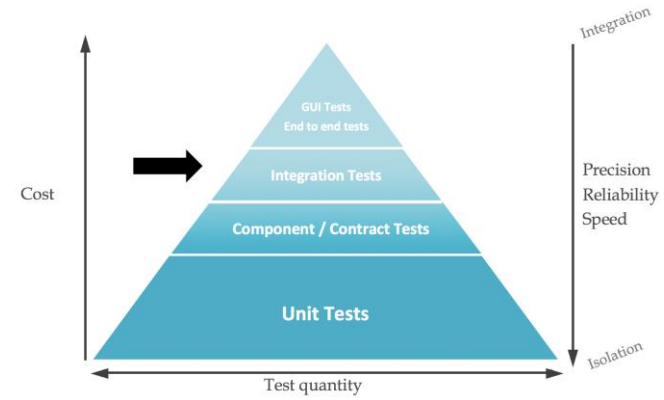 Integration
GUI Tests
End to end tests
Integration Tests
Cost
Precision
Reliability
Speed
Component / Contract Tests
Unit Tests
Isolation
Test quantity